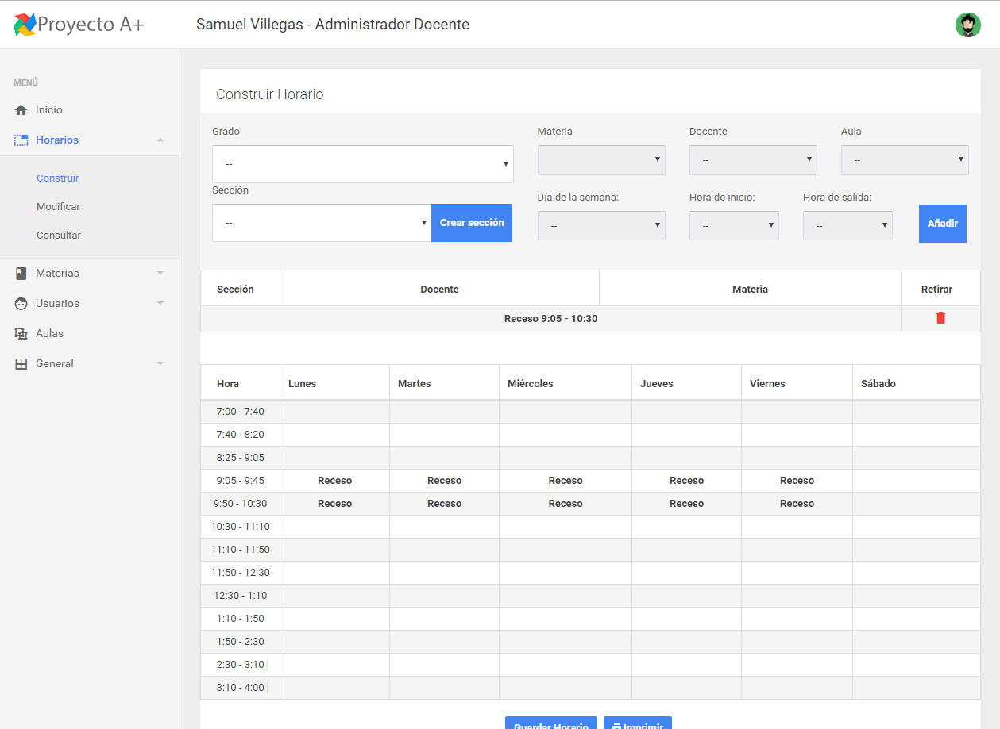 Proyecto A+
Samuel Villegas - Administrador Docente
MENÚ
Inicio
Horarios
Construir
Modificar
Consultar
Materias
Usuarios
Aulas
General
Construir Horario
Grado
--
Sección
--
Crear sección
Materia
Docente
--
Aula
--
Día de la semana:
--
Hora de inicio:
--
Hora de salida:
--
Añadir
Sección Docente Materia Retirar
Receso 9:05 - 10:30
Hora Lunes Martes Miércoles Jueves Viernes Sábado
7:00 - 7:40
7:40 - 8:20
8:25 - 9:05
9:05 - 9:45 Receso Receso Receso Receso Receso
9:50 - 10:30 Receso Receso Receso Receso Receso
10:30 - 11:10
11:10 - 11:50
11:50 - 12:30
12:30 - 1:10
1:10 - 1:50
1:50 - 2:30
2:30 - 3:10
3:10 - 4:00
Guardar Horario Imprimir